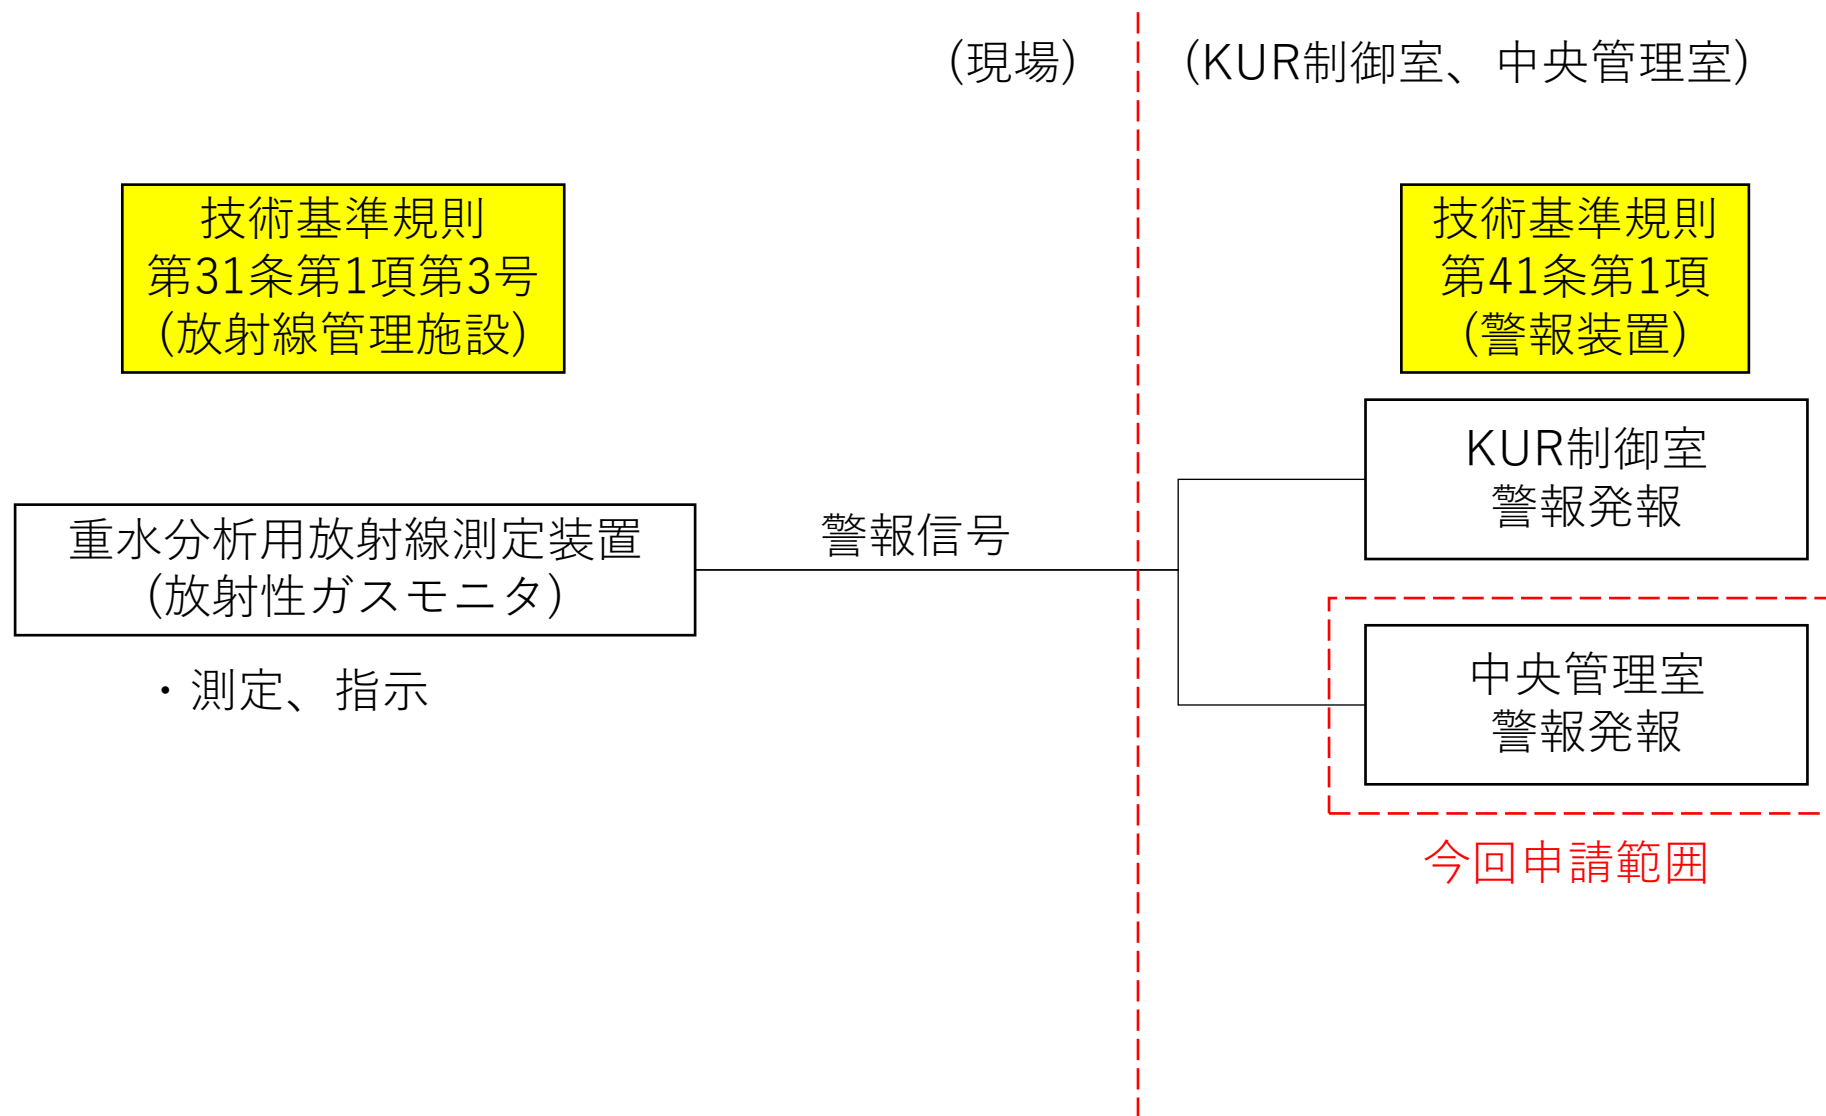 (現場)
(KUR制御室、中央管理室)
技術基準規則
第31条第1項第3号
(放射線管理施設)
技術基準規則
第41条第1項
(警報装置)
KUR制御室
警報発報
重水分析用放射線測定装置
(放射性ガスモニタ)
警報信号
・測定、指示
中央管理室
警報発報
今回申請範囲